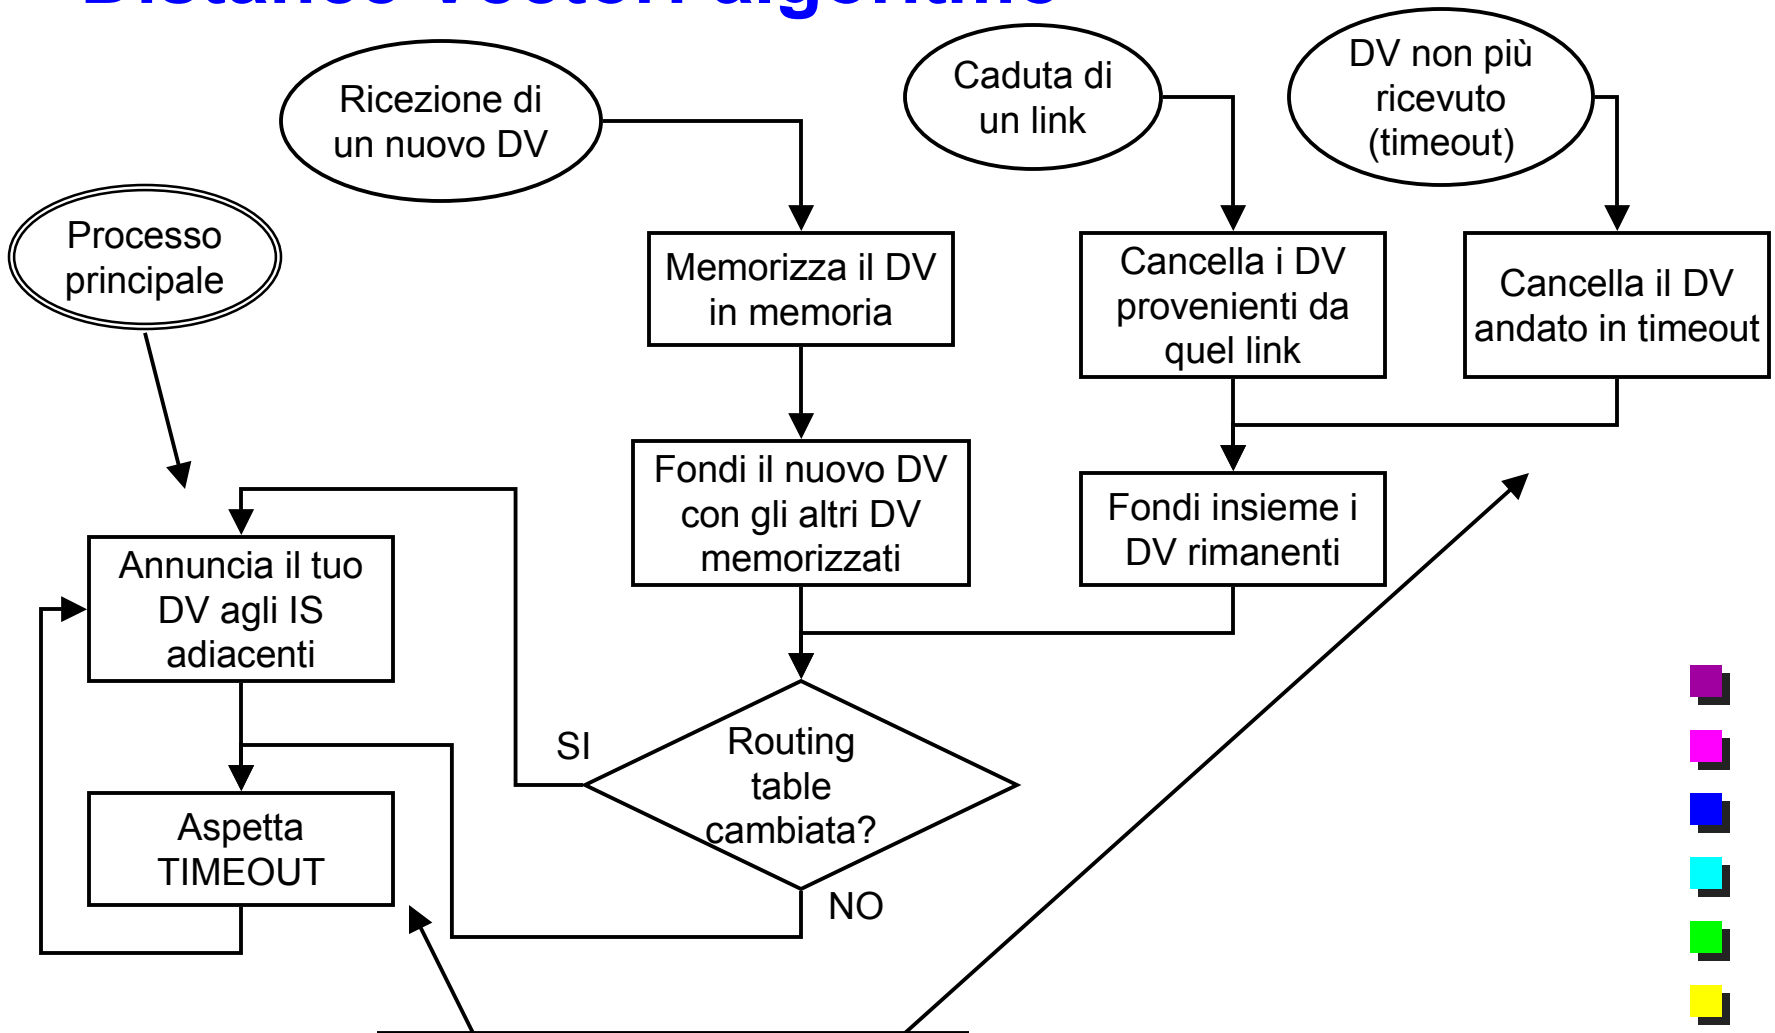 Distance Vector: algoritmo
Ricezione di
un nuovo DV
Caduta di
un link
DV non più
ricevuto
(timeout)
Processo
principale
Memorizza il DV
in memoria
Cancella i DV
provenienti da
quel link
Cancella il DV
andato in timeout
Fondi il nuovo DV
con gli altri DV
memorizzati
Fondi insieme i
DV rimanenti
Annuncia il tuo
DV agli IS
adiacenti
SI
Routing
table
cambiata?
Aspetta
TIMEOUT
NO